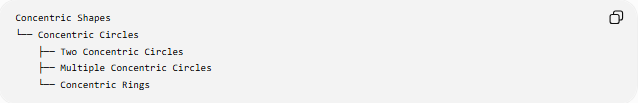 Concentric Shapes
└── Concentric Circles
    ├── Two Concentric Circles
    ├── Multiple Concentric Circles
    └── Concentric Rings